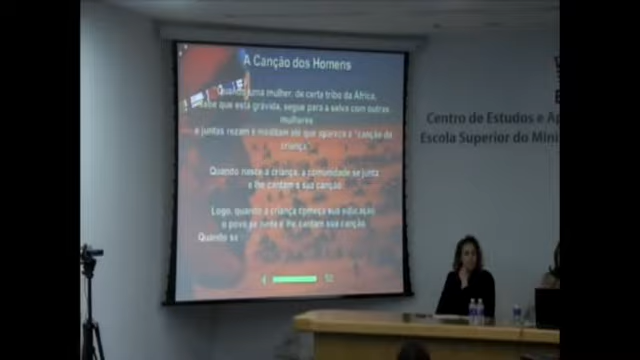 A Canção dos Homens
Quando uma mulher, de certa tribo da África,
sabe que está grávida, segue para a selva com outras
mulheres
e juntas rezam e meditam até que aparece a "canção da
criança".
Quando nasce a criança, a comunidade se junta
e lhe cantam a sua canção.
Logo, quando a criança começa sua educação,
o povo se junta e lhe cantam sua canção.
Quando se
52
Centro de Estudos e Ap
Escola Superior do Mini